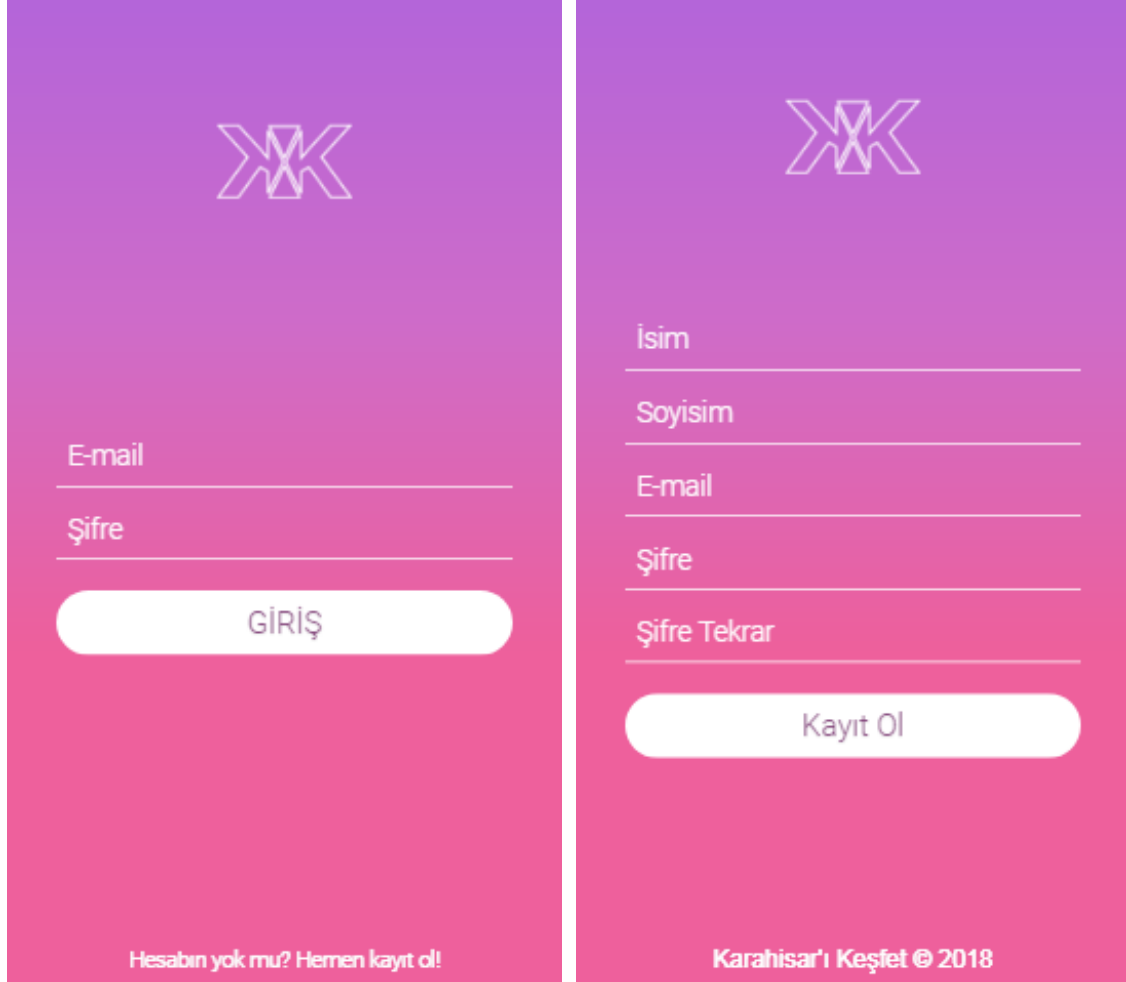 E-mail
Şifre
GİRİŞ
Hesabın yok mu? Hemen kayıt ol!
İsim
Soyisim
E-mail
Şifre
Şifre Tekrar
Kayıt Ol
Karahisar'ı Keşfet © 2018